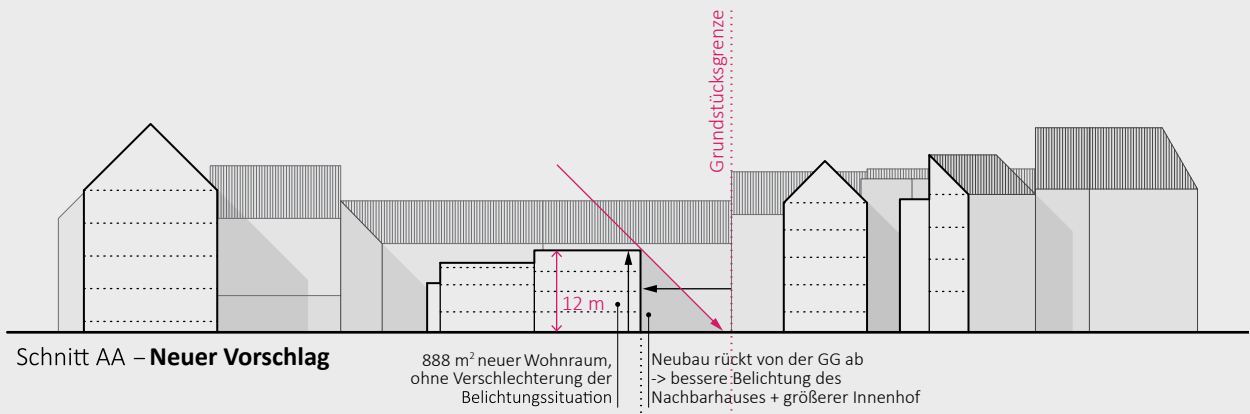 Grundstücksgrenze
12 m
Schnitt AA – Neuer Vorschlag
888 m² neuer Wohnraum,
ohne Verschlechterung der
Belichtungssituation
Neubau rückt von der GG ab
-> bessere Belichtung des
Nachbarhauses + größerer Innenhof